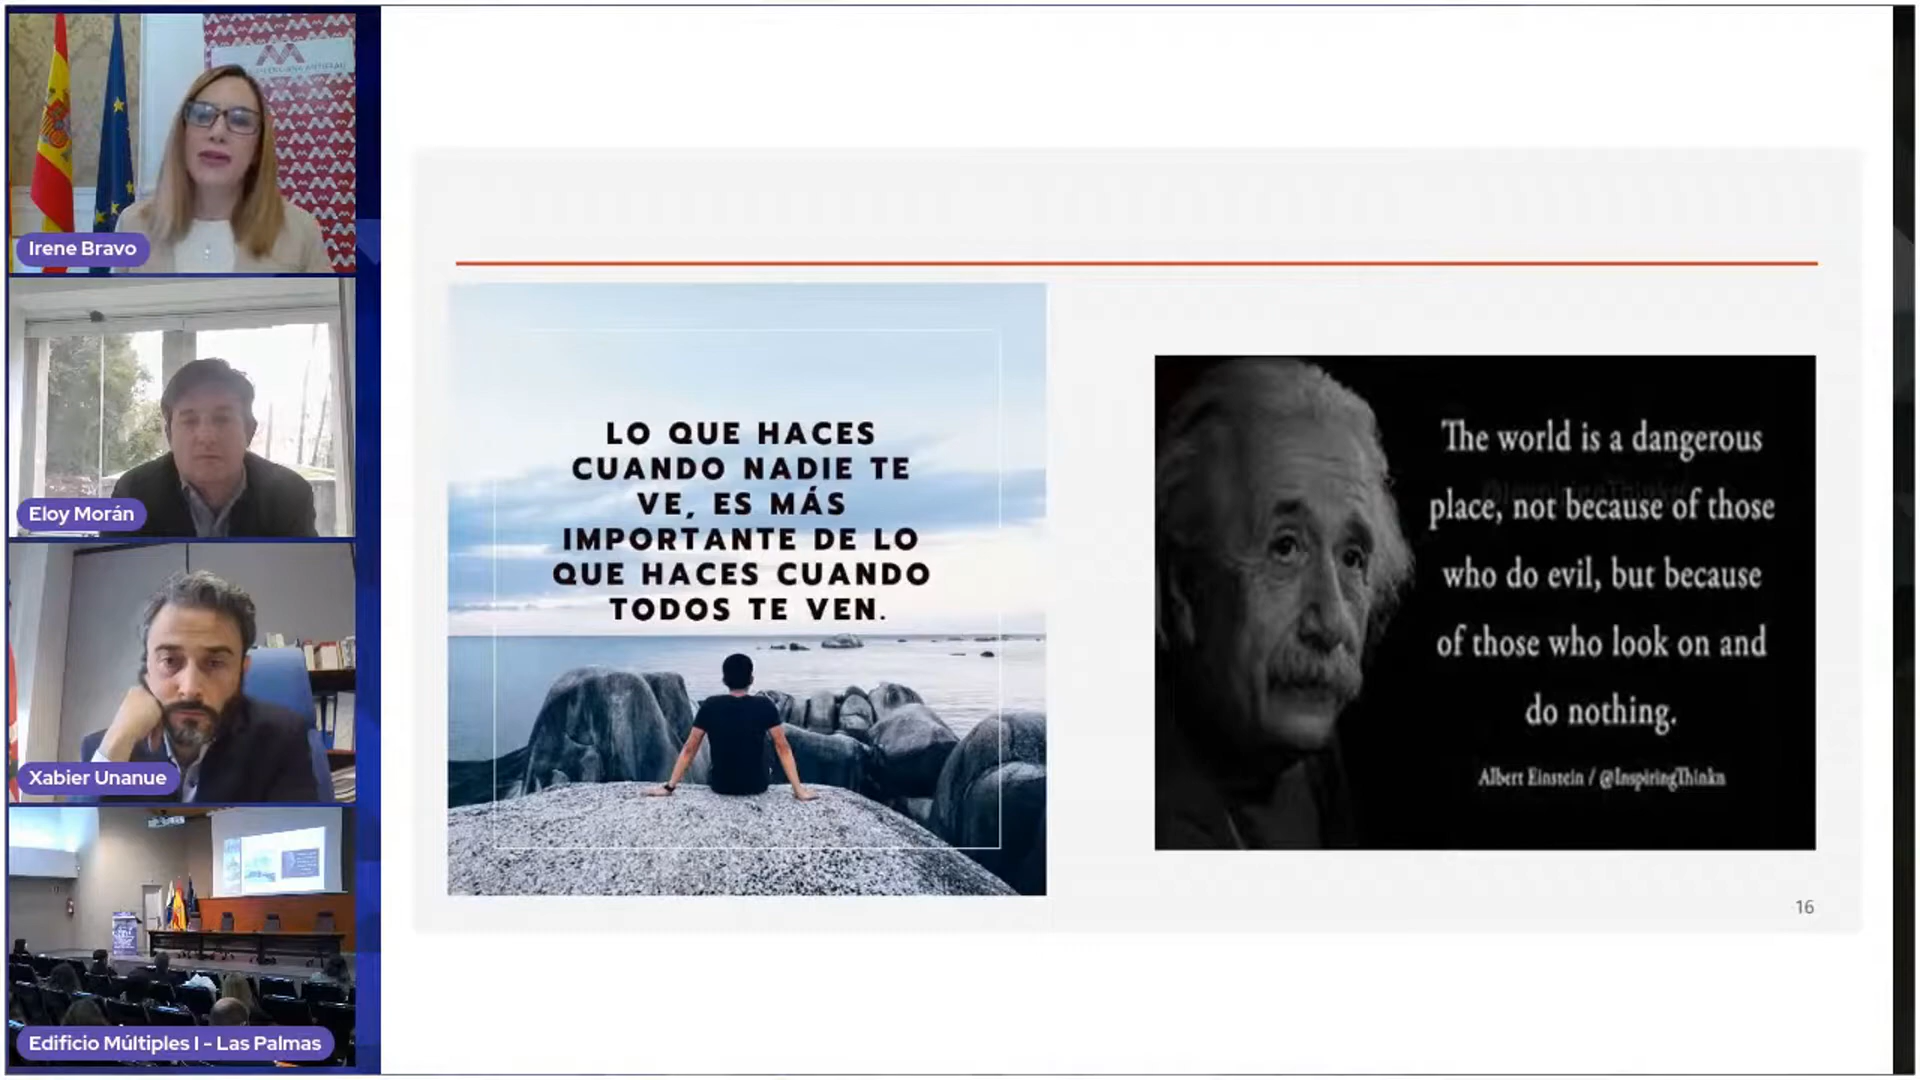 Irene Bravo
Eloy Morán
Xabier Unanue
Edificio Múltiples I - Las Palmas
LO QUE HACES
CUANDO NADIE TE
VE, ES MÁS
IMPORTANTE DE LO
QUE HACES CUANDO
TODOS TE VEN.
The world is a dangerous
place, not because of those
who do evil, but because
of those who look on and
do nothing.
Albert Einstein / @InspiringThinkn
16